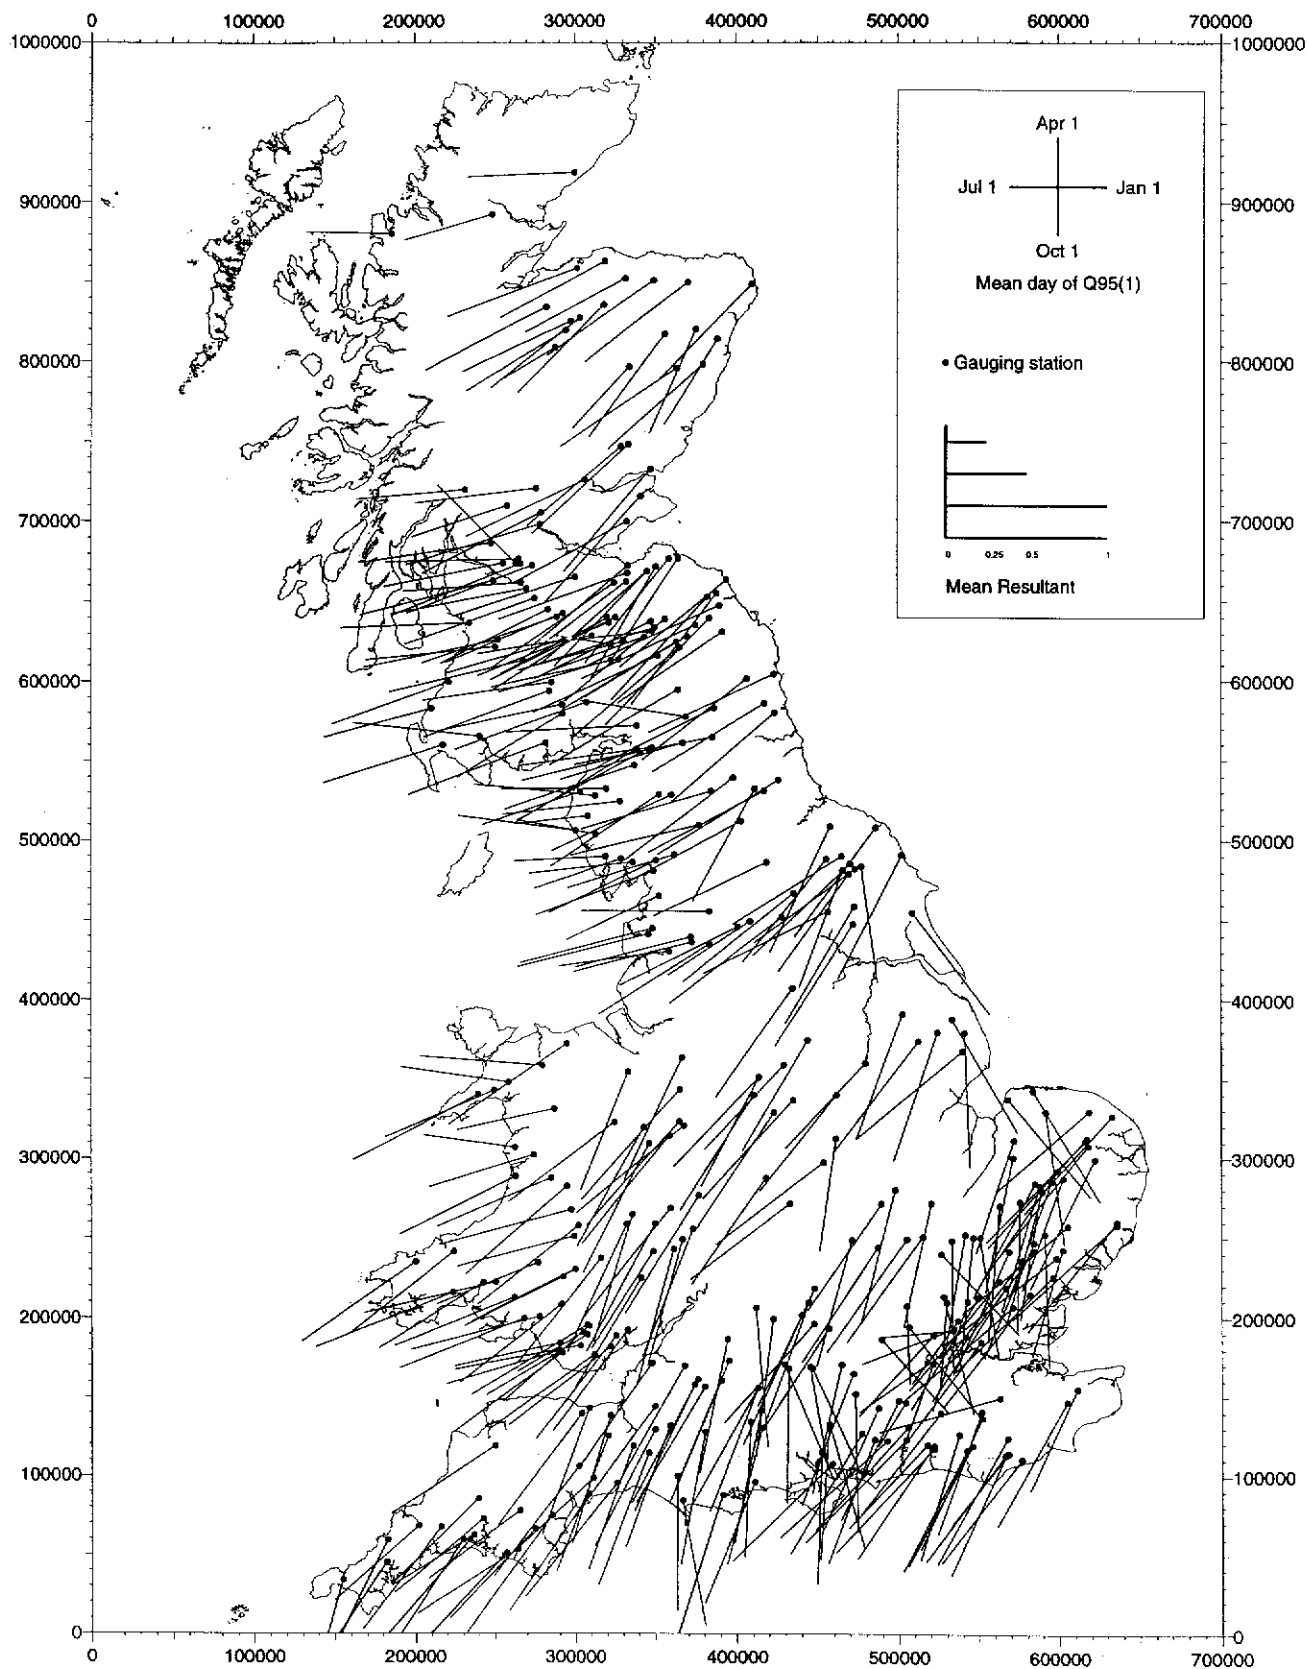 0 100000 200000 300000 400000 500000 600000 700000
1000000 1000000
Apr 1
Jul 1 Jan 1
900000 900000
Oct 1
Mean day of Q95(1)
800000 Gauging station 800000
700000 700000
0 0.25 0.5 1
Mean Resultant
600000 600000
500000 500000
400000 400000
300000 300000
200000 200000
100000 100000
0 0
0 100000 200000 300000 400000 500000 600000 700000